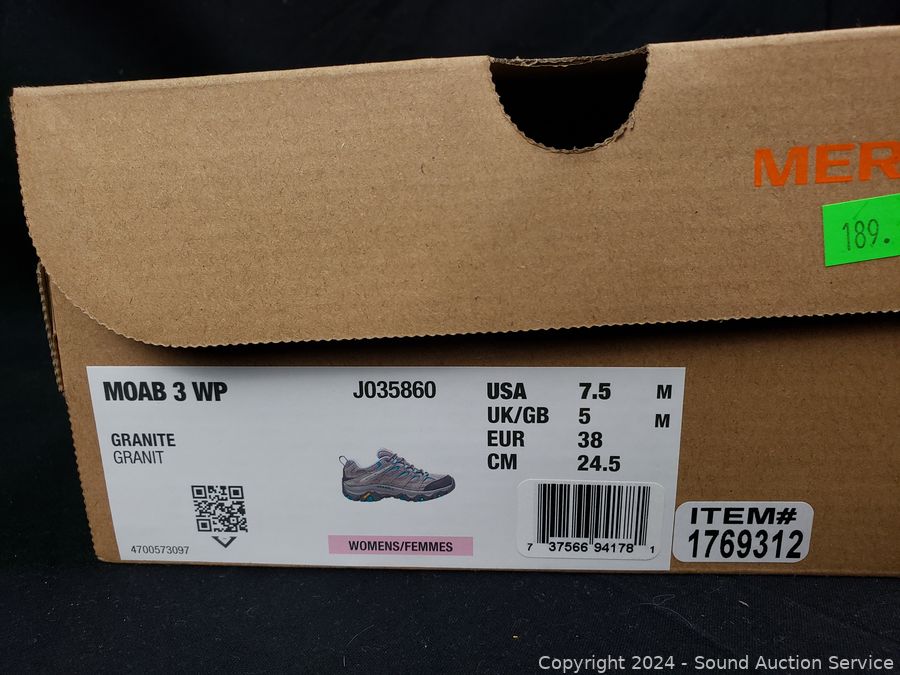 MER
189.
MOAB 3 WP
J035860
GRANITE
GRANIT
4700573097
WOMENS/FEMMES
USA 7.5 M
UK/GB 5 M
EUR 38
CM 24.5
7 37566 94178 1
ITEM#
1769312
Copyright 2024 - Sound Auction Service